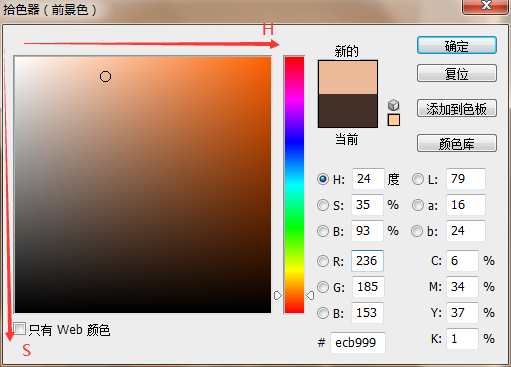 拾色器（前景色）
H
新的
当前
确定
复位
添加到色板
颜色库
H: 24 度 L: 79
S: 35 % a: 16
B: 93 % b: 24
R: 236 C: 6 %
G: 185 M: 34 %
B: 153 Y: 37 %
# ecb999 K: 1 %
只有 Web 颜色
S